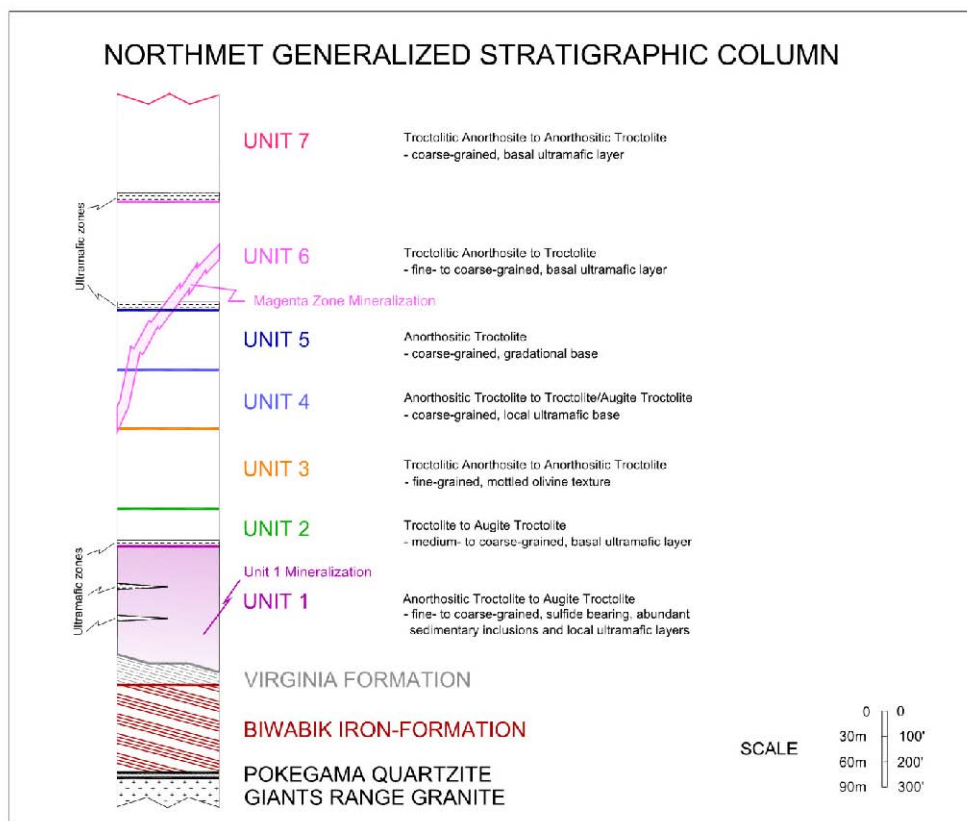 NORTHMET GENERALIZED STRATIGRAPHIC COLUMN
UNIT 7
Troctolitic Anorthosite to Anorthositic Troctolite
- coarse-grained, basal ultramafic layer
Ultramafic zones
UNIT 6
Troctolitic Anorthosite to Troctolite
- fine- to coarse-grained, basal ultramafic layer
Magenta Zone Mineralization
UNIT 5
Anorthositic Troctolite
- coarse-grained, gradational base
UNIT 4
Anorthositic Troctolite to Troctolite/Augite Troctolite
- coarse-grained, local ultramafic base
UNIT 3
Troctolitic Anorthosite to Anorthositic Troctolite
- fine-grained, mottled olivine texture
UNIT 2
Troctolite to Augite Troctolite
- medium- to coarse-grained, basal ultramafic layer
Ultramafic zones
Unit 1 Mineralization
UNIT 1
Anorthositic Troctolite to Augite Troctolite
- fine- to coarse-grained, sulfide bearing, abundant
sedimentary inclusions and local ultramafic layers
VIRGINIA FORMATION
BIWABIK IRON-FORMATION
POKEGAMA QUARTZITE
GIANTS RANGE GRANITE
SCALE
0 0
30m 100'
60m 200'
90m 300'